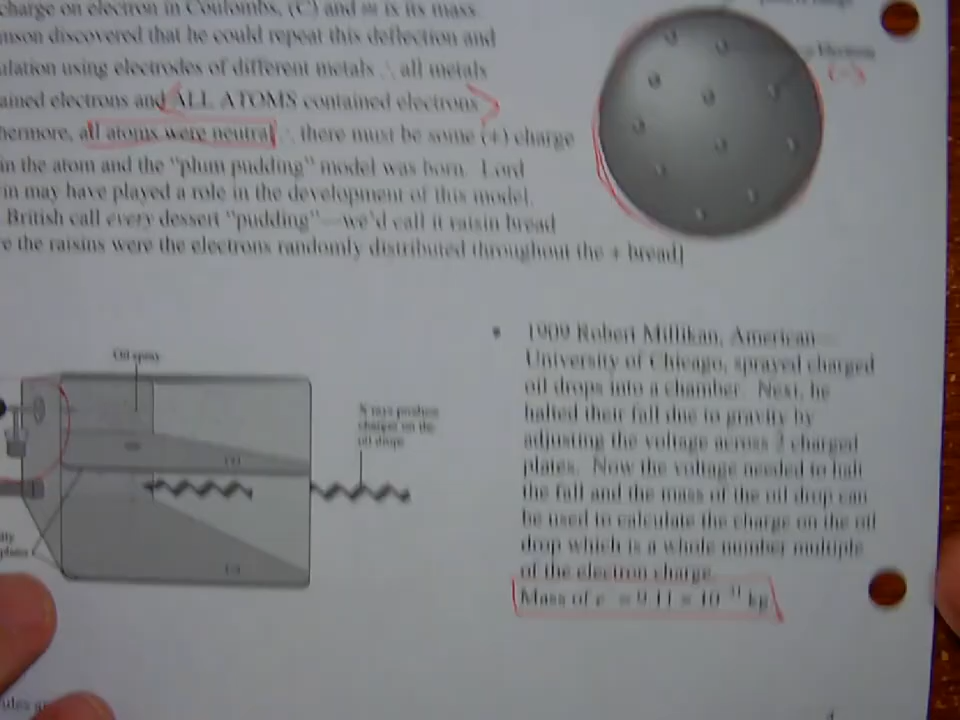 charge on electron in Coulombs, (C) and m is its mass.
discovered that he could repeat this deflection and
using electrodes of different metals ∴ all metals
electrons and ALL ATOMS contained electrons
all atoms were neutral ∴ there must be some (+) charge
in the atom and the "plum pudding" model was born. Lord
may have played a role in the development of this model.
British call every dessert "pudding"—we'd call it raisin bread
the raisins were the electrons randomly distributed throughout the + bread]
Electrons
(-)
Oil spray
X rays produce
charges on the
oil drops
(+)
(-)
• 1909 Robert Millikan, American—
University of Chicago, sprayed charged
oil drops into a chamber. Next, he
halted their fall due to gravity by
adjusting the voltage across 2 charged
plates. Now the voltage needed to halt
the fall and the mass of the oil drop can
be used to calculate the charge on the oil
drop which is a whole number multiple
of the electron charge.
Mass of e⁻ = 9.11 × 10⁻³¹ kg